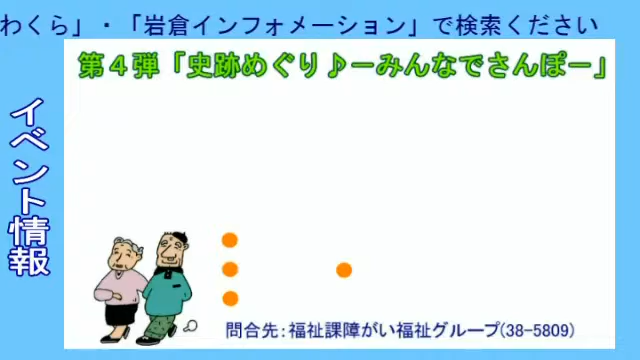 わくら」・「岩倉インフォメーション」で検索ください
第４弾「史跡めぐり♪ーみんなでさんぽー」
イベント情報
問合先：福祉課障がい福祉グループ(38-5809)